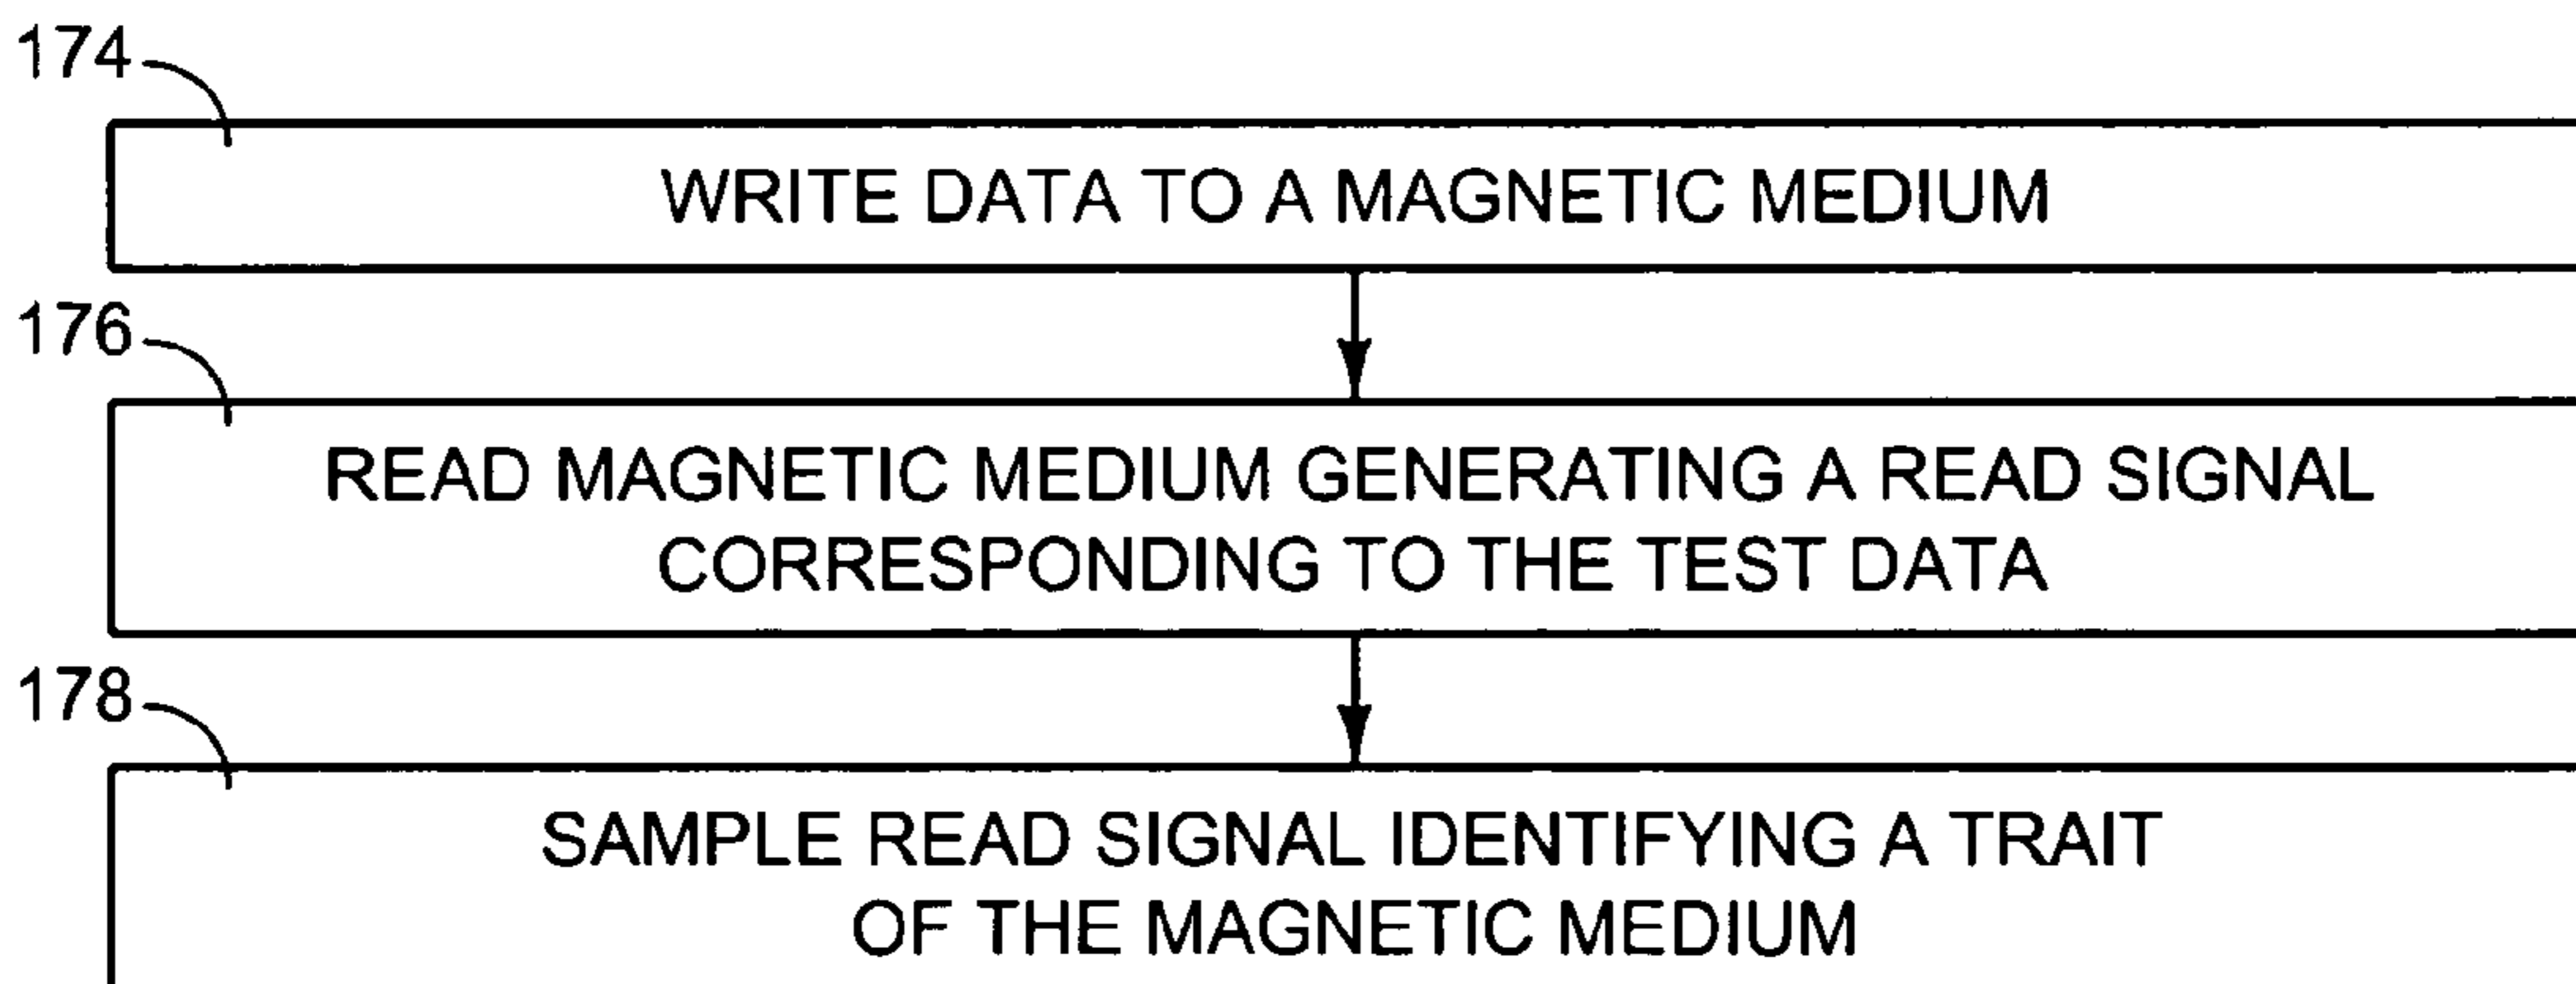 174
WRITE DATA TO A MAGNETIC MEDIUM
176
READ MAGNETIC MEDIUM GENERATING A READ SIGNAL
CORRESPONDING TO THE TEST DATA
178
SAMPLE READ SIGNAL IDENTIFYING A TRAIT
OF THE MAGNETIC MEDIUM